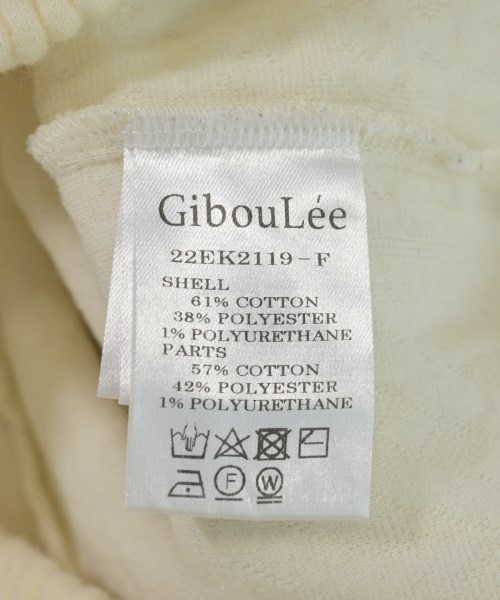 GibouLée
22EK2119-F
SHELL
61% COTTON
38% POLYESTER
1% POLYURETHANE
PARTS
57% COTTON
42% POLYESTER
1% POLYURETHANE
F W